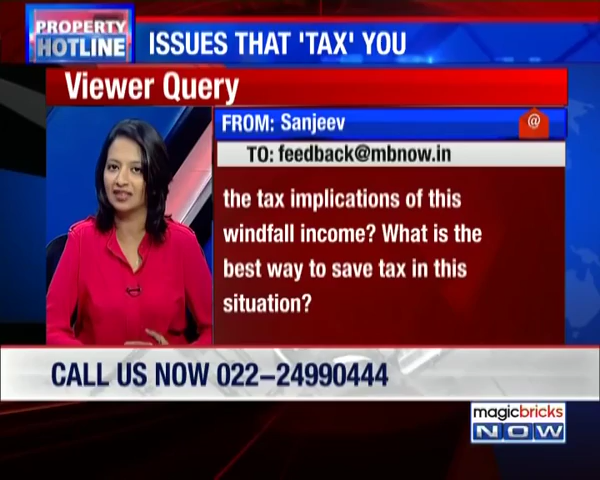 PROPERTY
HOTLINE
ISSUES THAT 'TAX' YOU
Viewer Query
FROM: Sanjeev
@
TO: feedback@mbnow.in
the tax implications of this
windfall income? What is the
best way to save tax in this
situation?
CALL US NOW 022–24990444
magicbricks
NOW